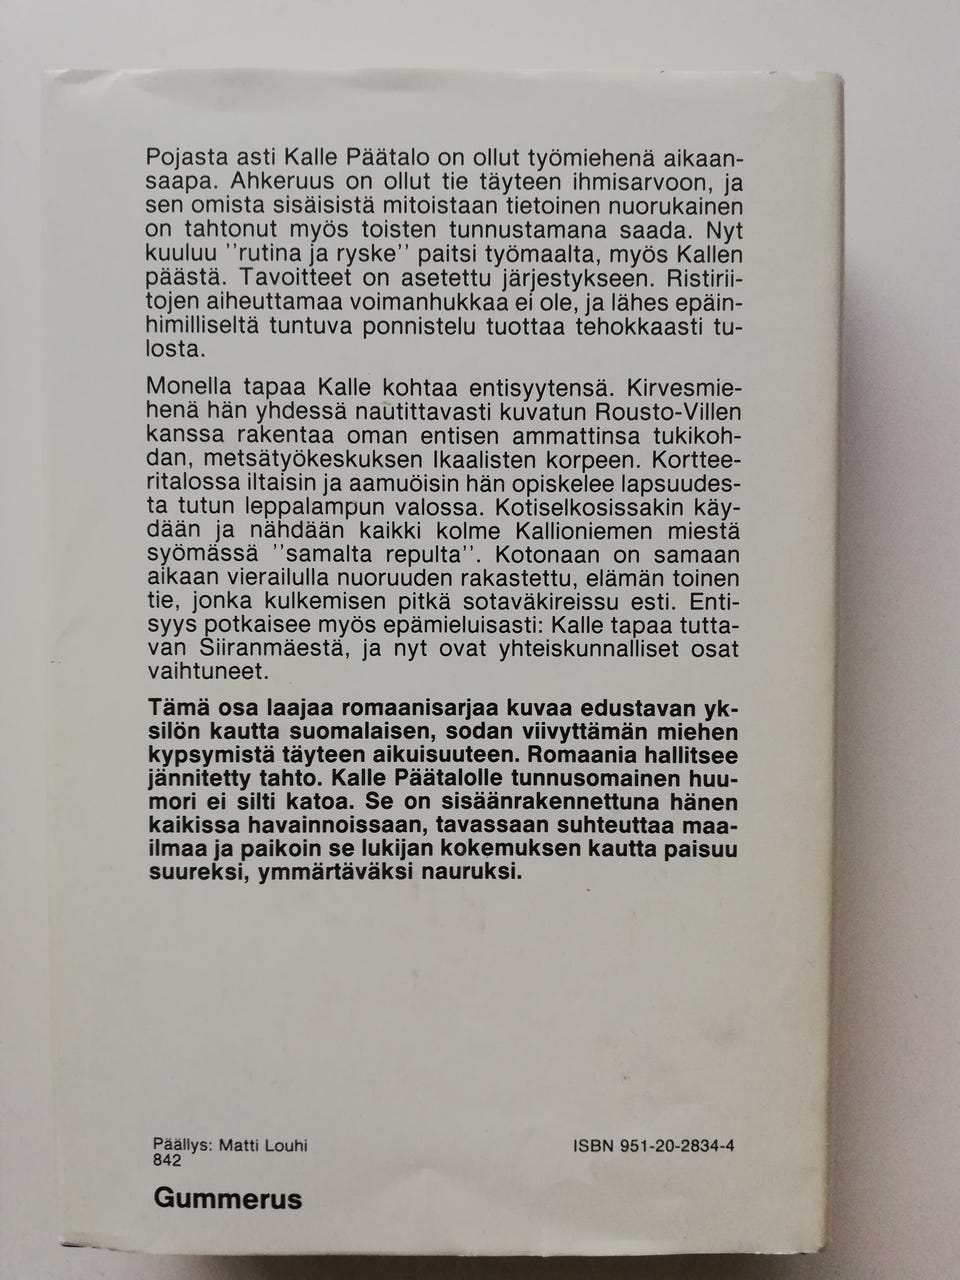 Pojasta asti Kalle Päätalo on ollut työmiehenä aikaan-
saapa. Ahkeruus on ollut tie täyteen ihmisarvoon, ja
sen omista sisäisistä mitoistaan tietoinen nuorukainen
on tahtonut myös toisten tunnustamana saada. Nyt
kuuluu ''rutina ja ryske'' paitsi työmaalta, myös Kallen
päästä. Tavoitteet on asetettu järjestykseen. Ristirii-
tojen aiheuttamaa voimanhukkaa ei ole, ja lähes epäin-
himilliseltä tuntuva ponnistelu tuottaa tehokkaasti tu-
losta.
Monella tapaa Kalle kohtaa entisyytensä. Kirvesmie-
henä hän yhdessä nautittavasti kuvatun Rousto-Villen
kanssa rakentaa oman entisen ammattinsa tukikoh-
dan, metsätyökeskuksen Ikaalisten korpeen. Kortтee-
ritalossa iltaisin ja aamuöisin hän opiskelee lapsuudes-
ta tutun leppalampun valossa. Kotiselkosissakin käy-
dään ja nähdään kaikki kolme Kallioniemen miestä
syömässä ''samalta repulta''. Kotonaan on samaan
aikaan vierailulla nuoruuden rakastettu, elämän toinen
tie, jonka kulkemisen pitkä sotaväkireissu esti. Enti-
syys potkaisee myös epämieluisasti: Kalle tapaa tutta-
van Siiranmäestä, ja nyt ovat yhteiskunnalliset osat
vaihtuneet.
Tämä osa laajaa romaanisarjaa kuvaa edustavan yk-
silön kautta suomalaisen, sodan viivyttämän miehen
kypsymistä täyteen aikuisuuteen. Romaania hallitsee
jännitetty tahto. Kalle Päätalolle tunnusomainen huu-
mori ei silti katoa. Se on sisäänrakennettuna hänen
kaikissa havainnoissaan, tavassaan suhteuttaa maa-
ilmaa ja paikoin se lukijan kokemuksen kautta paisuu
suureksi, ymmärtäväksi nauruksi.
Päällys: Matti Louhi
842
ISBN 951-20-2834-4
Gummerus